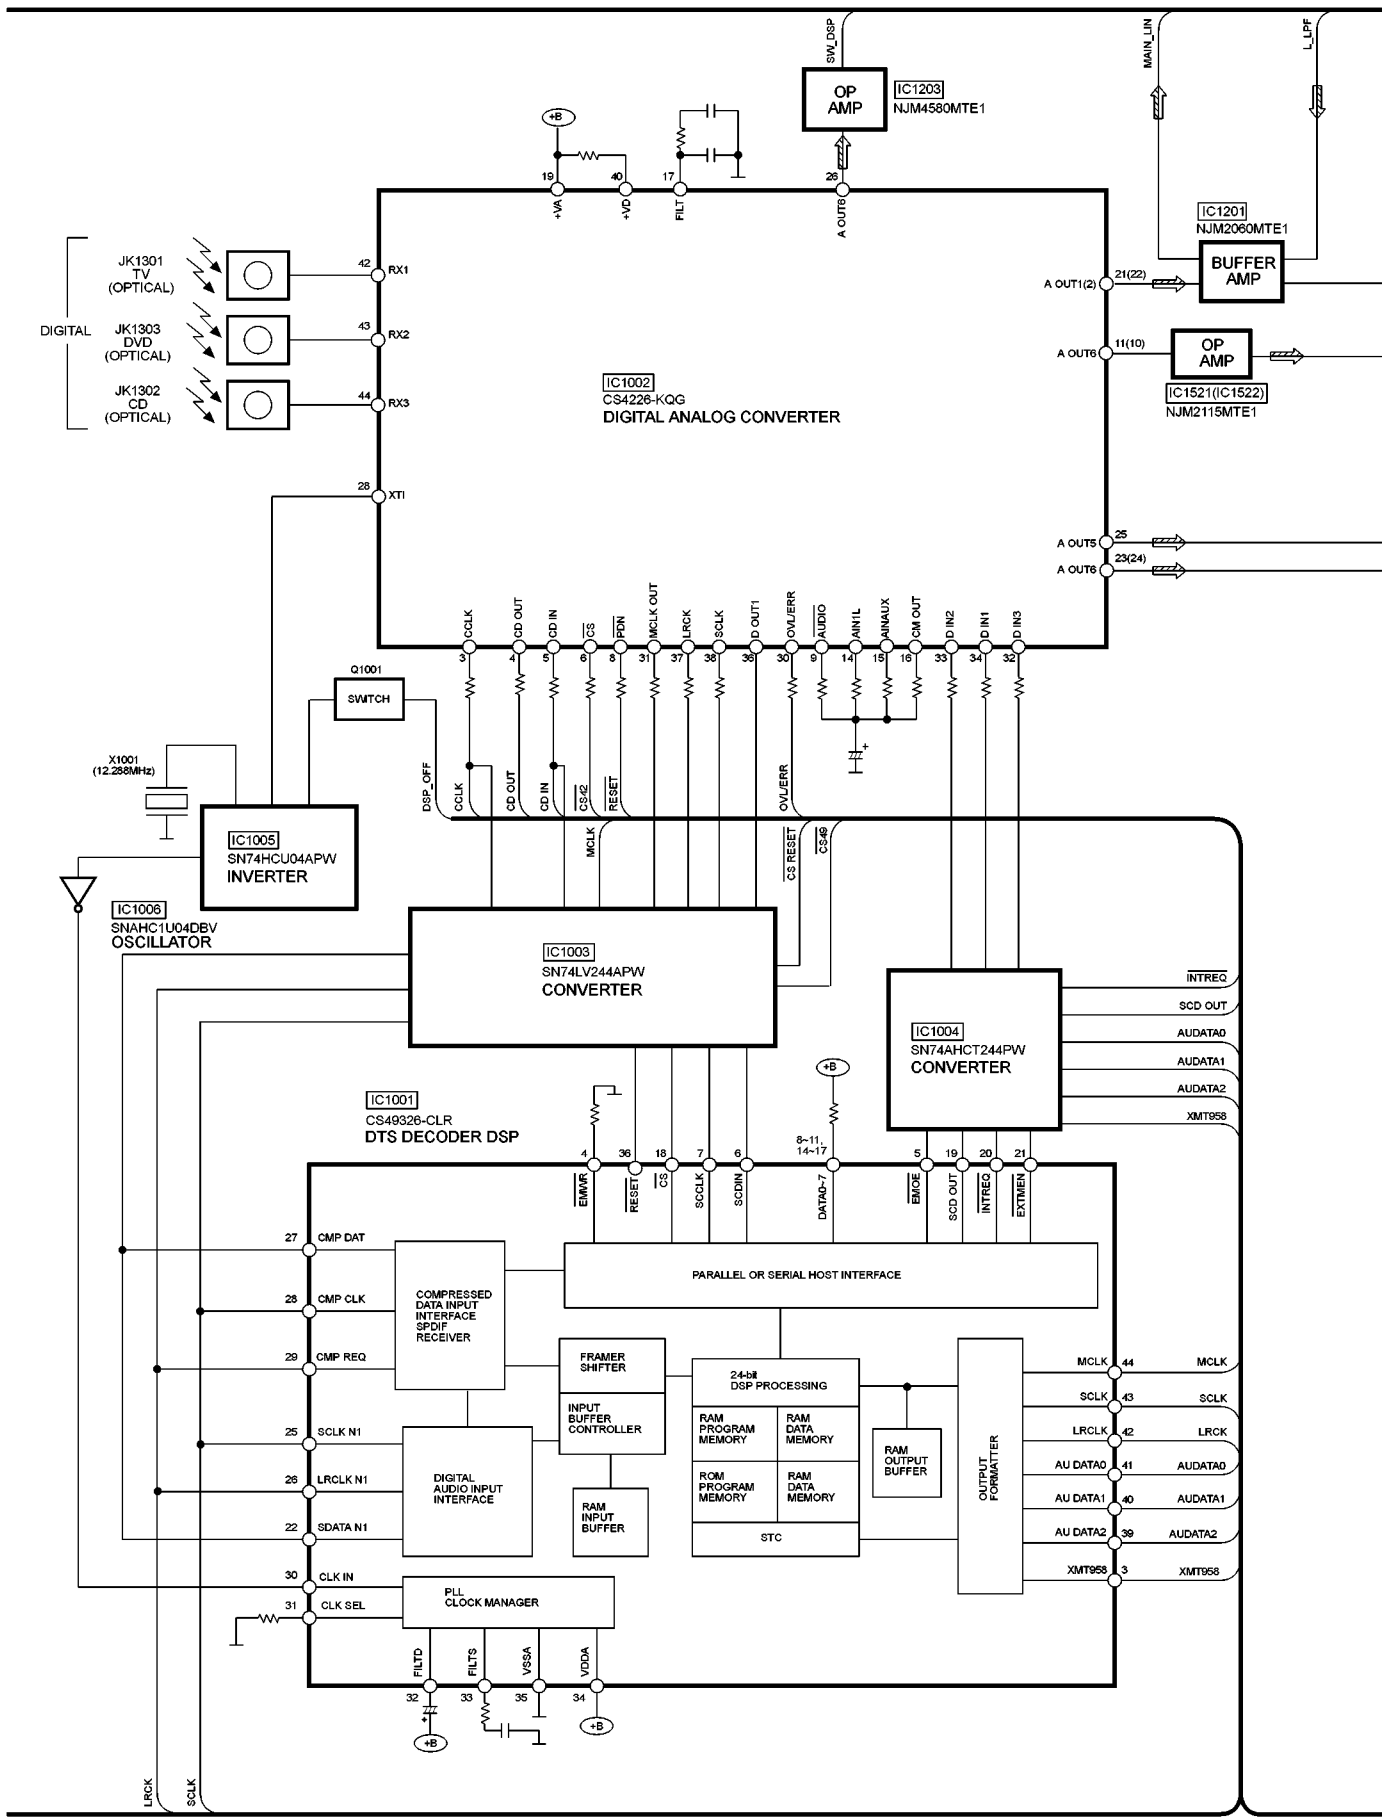 SW_DSP
MAIN_LIN
L_LPF
OP
AMP
IC1203
NJM4580MTE1
+B
19
40
17
26
+VA
+VD
FILT
A OUT6
IC1201
NJM2060MTE1
BUFFER
AMP
DIGITAL
JK1301
TV
(OPTICAL)
42
RX1
JK1303
DVD
(OPTICAL)
43
RX2
JK1302
CD
(OPTICAL)
44
RX3
A OUT1(2)
21(22)
A OUT6
11(10)
OP
AMP
IC1521(IC1522)
NJM2115MTE1
IC1002
CS4226-KQG
DIGITAL ANALOG CONVERTER
28
XTI
A OUT5
25
A OUT6
23(24)
CCLK
CD OUT
CD IN
CS
PDN
MCLK OUT
LRCK
SCLK
D OUT1
OVL/ERR
AUDIO
AIN1L
AINAUX
CM OUT
D IN2
D IN1
D IN3
3
4
5
6
8
31
37
38
36
30
9
14
15
16
33
34
32
Q1001
SWITCH
+
X1001
(12.288MHz)
DSP_OFF
CCLK
CD OUT
CD IN
CS42
RESET
OVL/ERR
MCLK
CS RESET
CS49
IC1005
SN74HCU04APW
INVERTER
IC1006
SNAHC1U04DBV
OSCILLATOR
IC1003
SN74LV244APW
CONVERTER
IC1004
SN74AHCT244PW
CONVERTER
INTREQ
SCD OUT
AUDATA0
AUDATA1
AUDATA2
XMT958
+B
IC1001
CS49326-CLR
DTS DECODER DSP
8~11,
14~17
4
36
18
7
6
5
19
20
21
EMWR
RESET
CS
SCCLK
SCDIN
DATA0~7
EMOE
SCD OUT
INTREQ
EXTMEN
27
CMP DAT
28
CMP CLK
29
CMP REQ
25
SCLK N1
26
LRCLK N1
22
SDATA N1
30
CLK IN
31
CLK SEL
PARALLEL OR SERIAL HOST INTERFACE
COMPRESSED
DATA INPUT
INTERFACE
SPDIF
RECEIVER
FRAMER
SHIFTER
INPUT
BUFFER
CONTROLLER
24-bit
DSP PROCESSING
RAM
PROGRAM
MEMORY
RAM
DATA
MEMORY
ROM
PROGRAM
MEMORY
RAM
DATA
MEMORY
STC
RAM
OUTPUT
BUFFER
OUTPUT
FORMATTER
DIGITAL
AUDIO INPUT
INTERFACE
RAM
INPUT
BUFFER
PLL
CLOCK MANAGER
MCLK
44
MCLK
SCLK
43
SCLK
LRCLK
42
LRCK
AU DATA0
41
AUDATA0
AU DATA1
40
AUDATA1
AU DATA2
39
AUDATA2
XMT958
3
XMT958
FILTD
FILTS
VSSA
VDDA
32
33
35
34
+
+B
+B
LRCK
SCLK